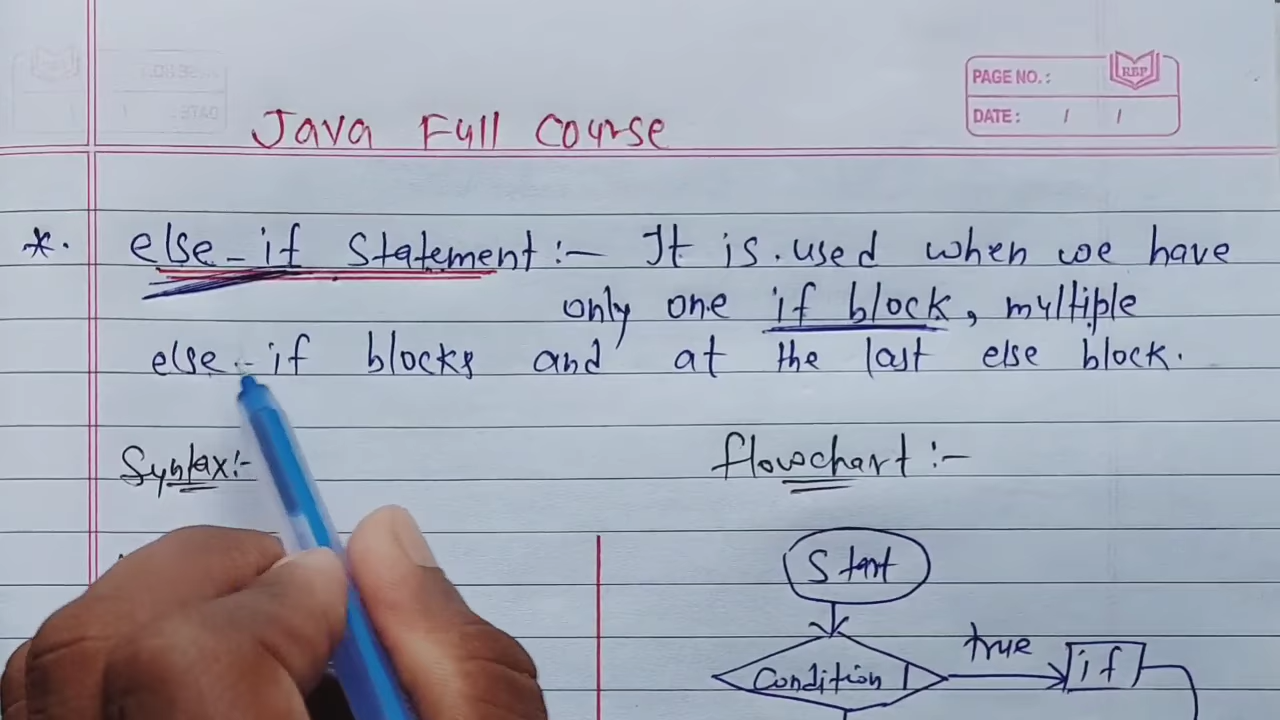 PAGE NO. :
RBP
DATE : / /
Java Full Course
*. else-if Statement :- It is used when we have
only one if block, multiple
else-if blocks and at the last else block.
Syntax:-
flowchart :-
Start
Condition 1
true
if